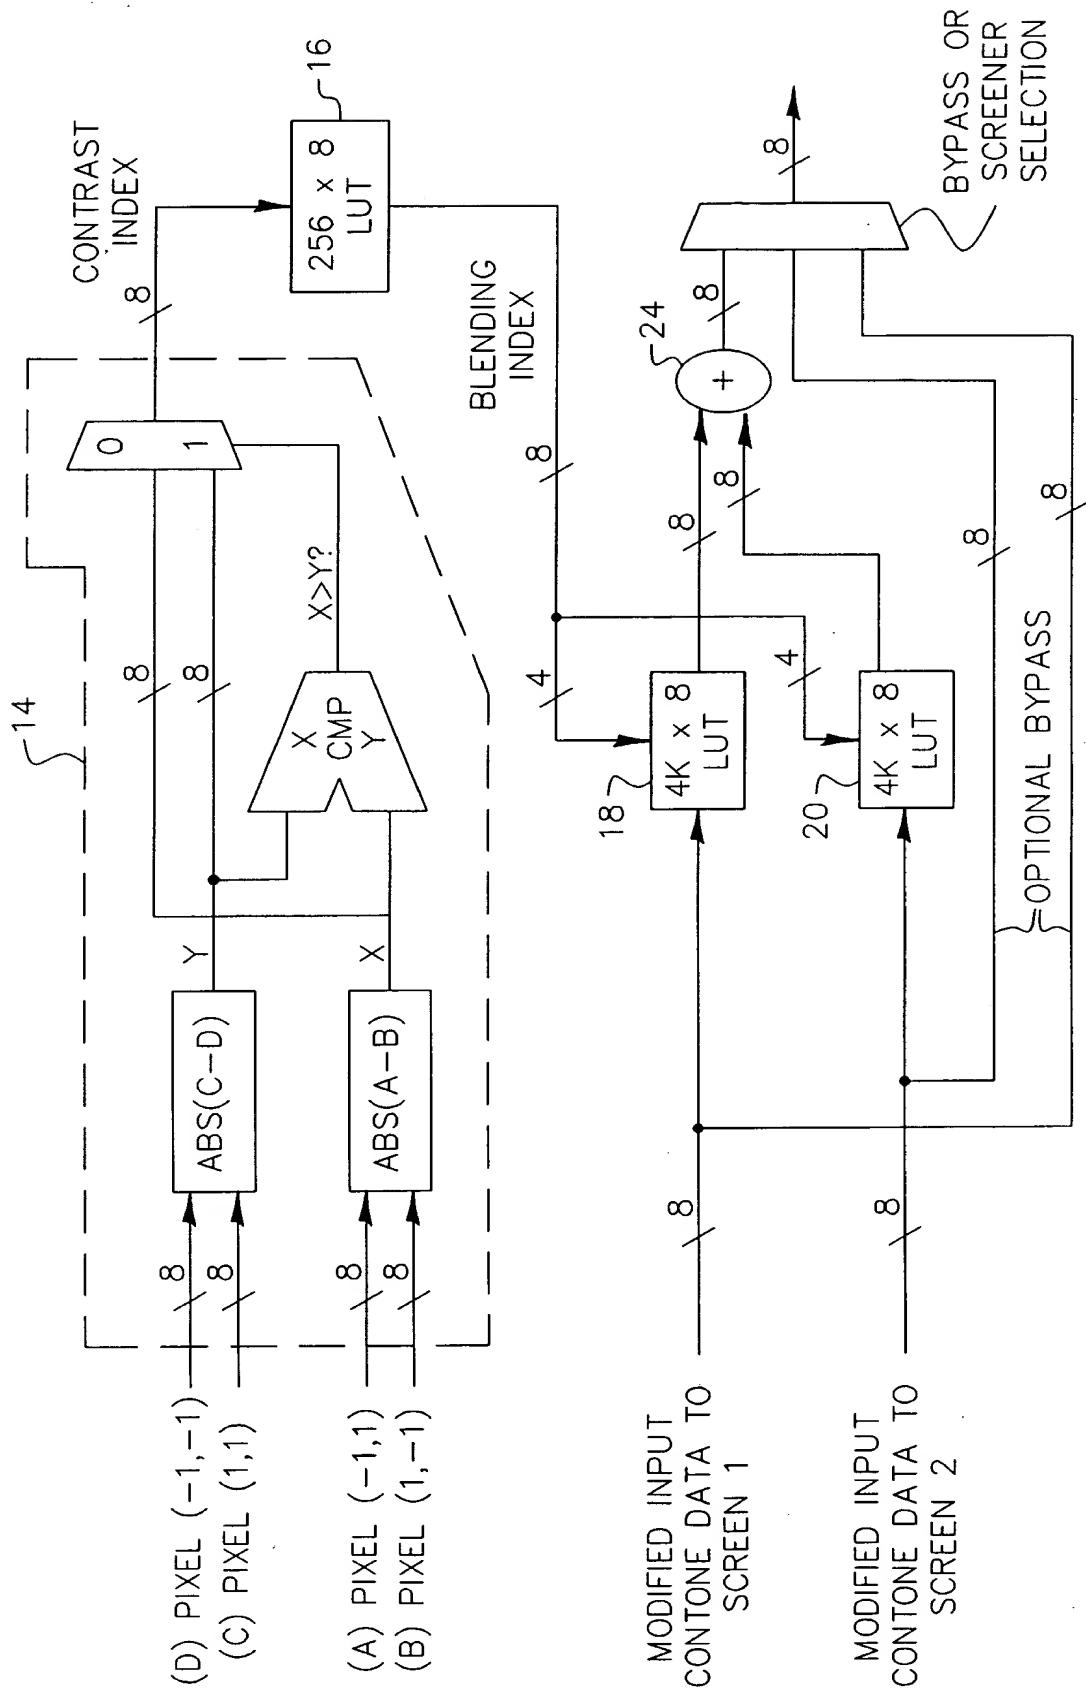 14
(D) PIXEL (-1,-1)
(C) PIXEL (1,1)
(A) PIXEL (-1,1)
(B) PIXEL (1,-1)
8
8
8
8
ABS(C-D)
ABS(A-B)
Y
X
8
8
X
CMP
Y
X>Y?
0
1
8
CONTRAST
INDEX
256 x 8
LUT
16
BLENDING
INDEX
8
4
4
MODIFIED INPUT
CONTONE DATA TO
SCREEN 1
MODIFIED INPUT
CONTONE DATA TO
SCREEN 2
8
8
18
4K x 8
LUT
20
4K x 8
LUT
8
8
+
24
8
8
8
8
OPTIONAL BYPASS
BYPASS OR
SCREENER
SELECTION